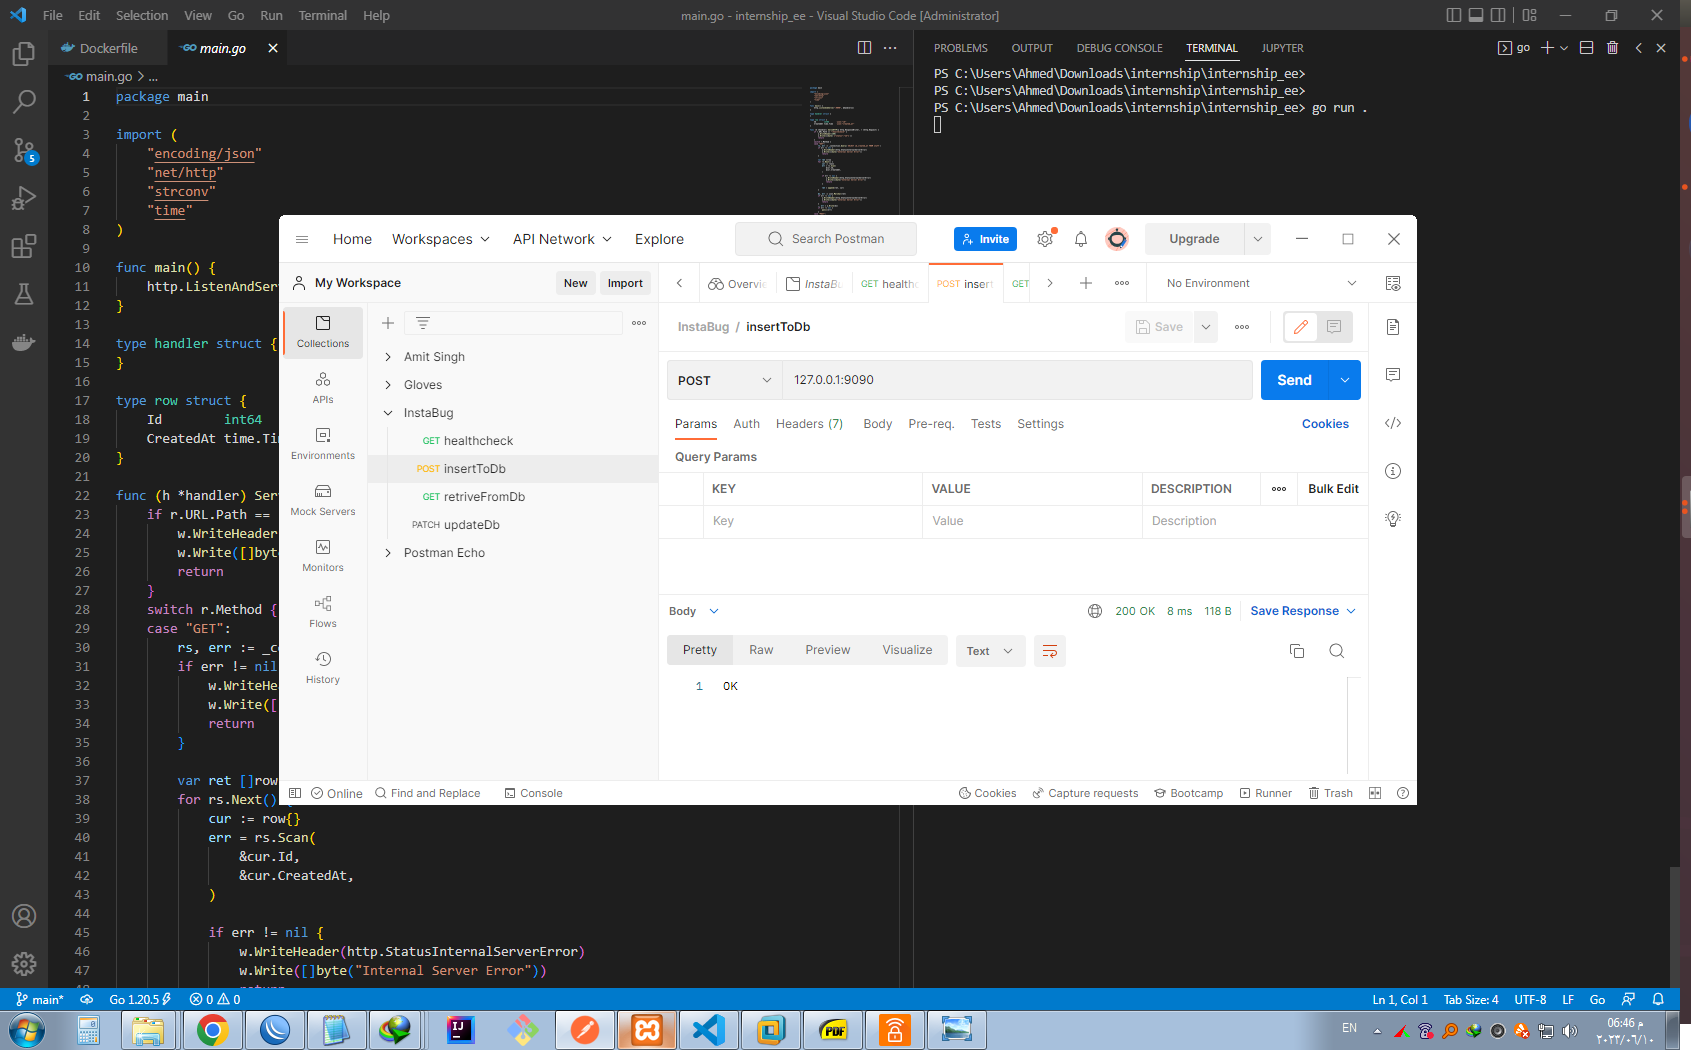 File Edit Selection View Go Run Terminal Help
main.go - internship_ee - Visual Studio Code [Administrator]
Dockerfile
main.go
main.go > ...
PROBLEMS OUTPUT DEBUG CONSOLE TERMINAL JUPYTER
go
PS C:\Users\Ahmed\Downloads\internship\internship_ee>
PS C:\Users\Ahmed\Downloads\internship\internship_ee>
PS C:\Users\Ahmed\Downloads\internship\internship_ee> go run .
5
1 package main
2
3 import (
4 "encoding/json"
5 "net/http"
6 "strconv"
7 "time"
8 )
9
10 func main() {
11 http.ListenAndSer
12 }
13
14 type handler struct {
15 }
16
17 type row struct {
18 Id int64
19 CreatedAt time.Ti
20 }
21
22 func (h *handler) Ser
23 if r.URL.Path ==
24 w.WriteHeader
25 w.Write([]byt
26 return
27 }
28 switch r.Method {
29 case "GET":
30 rs, err := _c
31 if err != nil
32 w.WriteHe
33 w.Write([
34 return
35 }
36
37 var ret []row
38 for rs.Next()
39 cur := row{}
40 err = rs.Scan(
41 &cur.Id,
42 &cur.CreatedAt,
43 )
44
45 if err != nil {
46 w.WriteHeader(http.StatusInternalServerError)
47 w.Write([]byte("Internal Server Error"))
Home Workspaces API Network Explore
Search Postman
Invite
Upgrade
My Workspace
New Import
Overvi
InstaBu
GET healthc
POST insert
GET
No Environment
Collections
APIs
Environments
Mock Servers
Monitors
Flows
History
Amit Singh
Gloves
InstaBug
GET healthcheck
POST insertToDb
GET retriveFromDb
PATCH updateDb
Postman Echo
InstaBug / insertToDb
Save
POST
127.0.0.1:9090
Send
Params Auth Headers (7) Body Pre-req. Tests Settings
Cookies
Query Params
KEY VALUE DESCRIPTION Bulk Edit
Key Value Description
Body
200 OK 8 ms 118 B
Save Response
Pretty Raw Preview Visualize Text
1 OK
Online Find and Replace Console
Cookies Capture requests Bootcamp Runner Trash
main*
Go 1.20.5
0 0
Ln 1, Col 1 Tab Size: 4 UTF-8 LF Go
PDF
EN
06:46 م
٢٠٢٣/٠٦/١٠